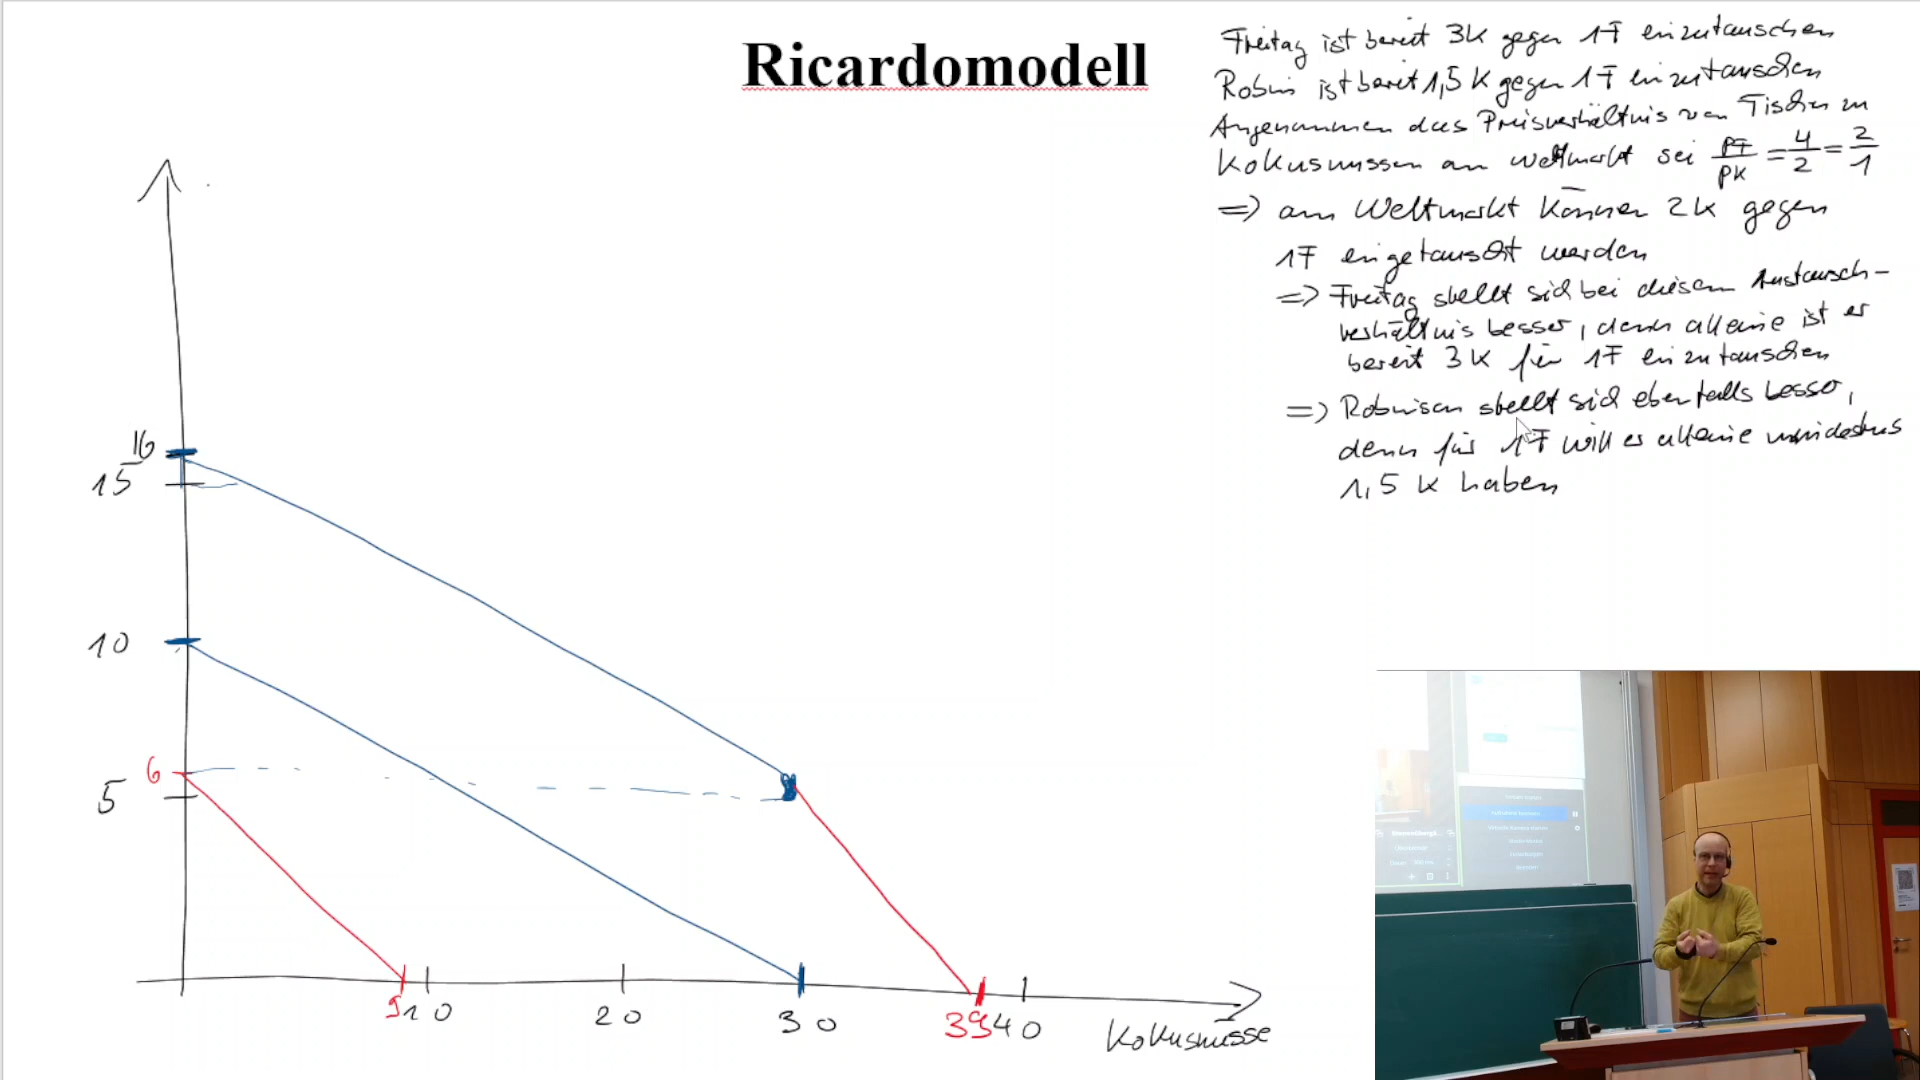 Ricardomodell
Freitag ist bereit 3K gegen 1F einzutauschen
Robin ist bereit 1,5 K gegen 1F einzutauschen
Angenommen das Preisverhältnis von Fischen zu
Kokusnussen am Weltmarkt sei PF/PK = 4/2 = 2/1
=> am Weltmarkt können 2K gegen
1F eingetauscht werden
=> Freitag stellt sich bei diesem Austausch-
verhältnis besser, denn alleine ist er
bereit 3K für 1F einzutauschen
=> Robinson stellt sich ebenfalls besser,
denn für 1F will er alleine mindestens
1,5 K haben
16
15
10
6
5
9 10 20 30 39 40
Kokusnüsse